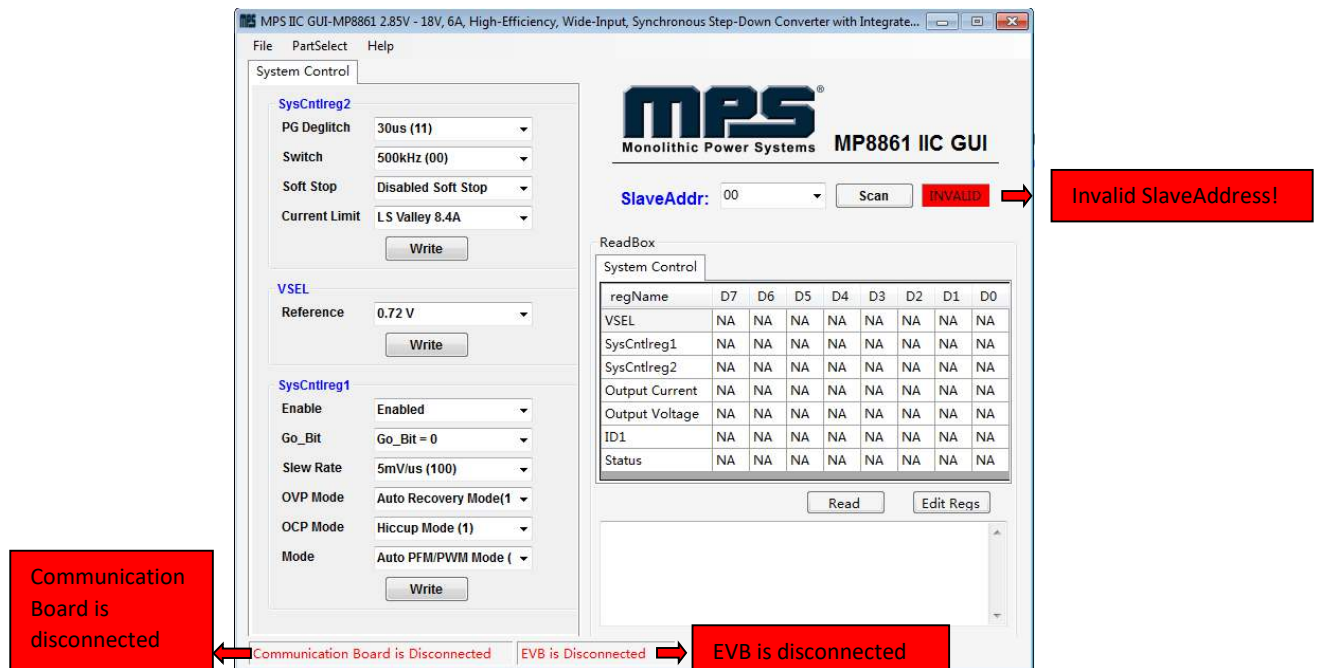 MPS IIC GUI-MP8861 2.85V - 18V, 6A, High-Efficiency, Wide-Input, Synchronous Step-Down Converter with Integrate...
File PartSelect Help
System Control
SysCntlreg2
PG Deglitch 30us (11)
Switch 500kHz (00)
Soft Stop Disabled Soft Stop
Current Limit LS Valley 8.4A
Write
VSEL
Reference 0.72 V
Write
SysCntlreg1
Enable Enabled
Go_Bit Go_Bit = 0
Slew Rate 5mV/us (100)
OVP Mode Auto Recovery Mode(1
OCP Mode Hiccup Mode (1)
Mode Auto PFM/PWM Mode (
Write
mps®
Monolithic Power Systems
MP8861 IIC GUI
SlaveAddr: 00 Scan INVALID
Invalid SlaveAddress!
ReadBox
System Control
regName D7 D6 D5 D4 D3 D2 D1 D0
VSEL NA NA NA NA NA NA NA NA
SysCntlreg1 NA NA NA NA NA NA NA NA
SysCntlreg2 NA NA NA NA NA NA NA NA
Output Current NA NA NA NA NA NA NA NA
Output Voltage NA NA NA NA NA NA NA NA
ID1 NA NA NA NA NA NA NA NA
Status NA NA NA NA NA NA NA NA
Read Edit Regs
Communication
Board is
disconnected
Communication Board is Disconnected EVB is Disconnected
EVB is disconnected